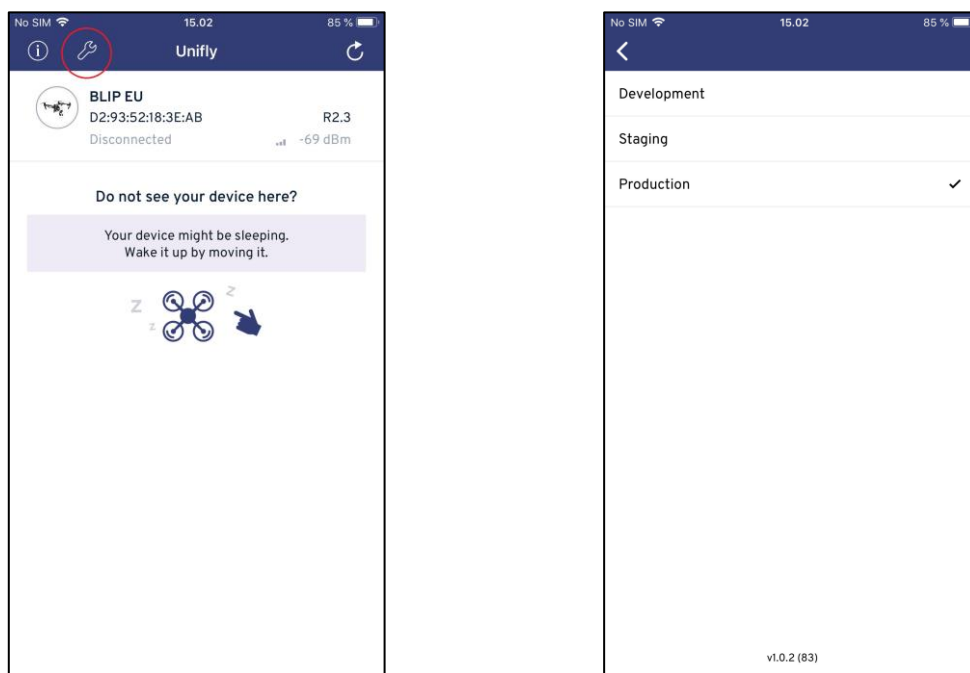 No SIM 15.02 85 %
Unifly
BLIP EU
D2:93:52:18:3E:AB R2.3
Disconnected -69 dBm
Do not see your device here?
Your device might be sleeping.
Wake it up by moving it.
z z
z
No SIM 15.02 85 %
Development
Staging
Production
v1.0.2 (83)